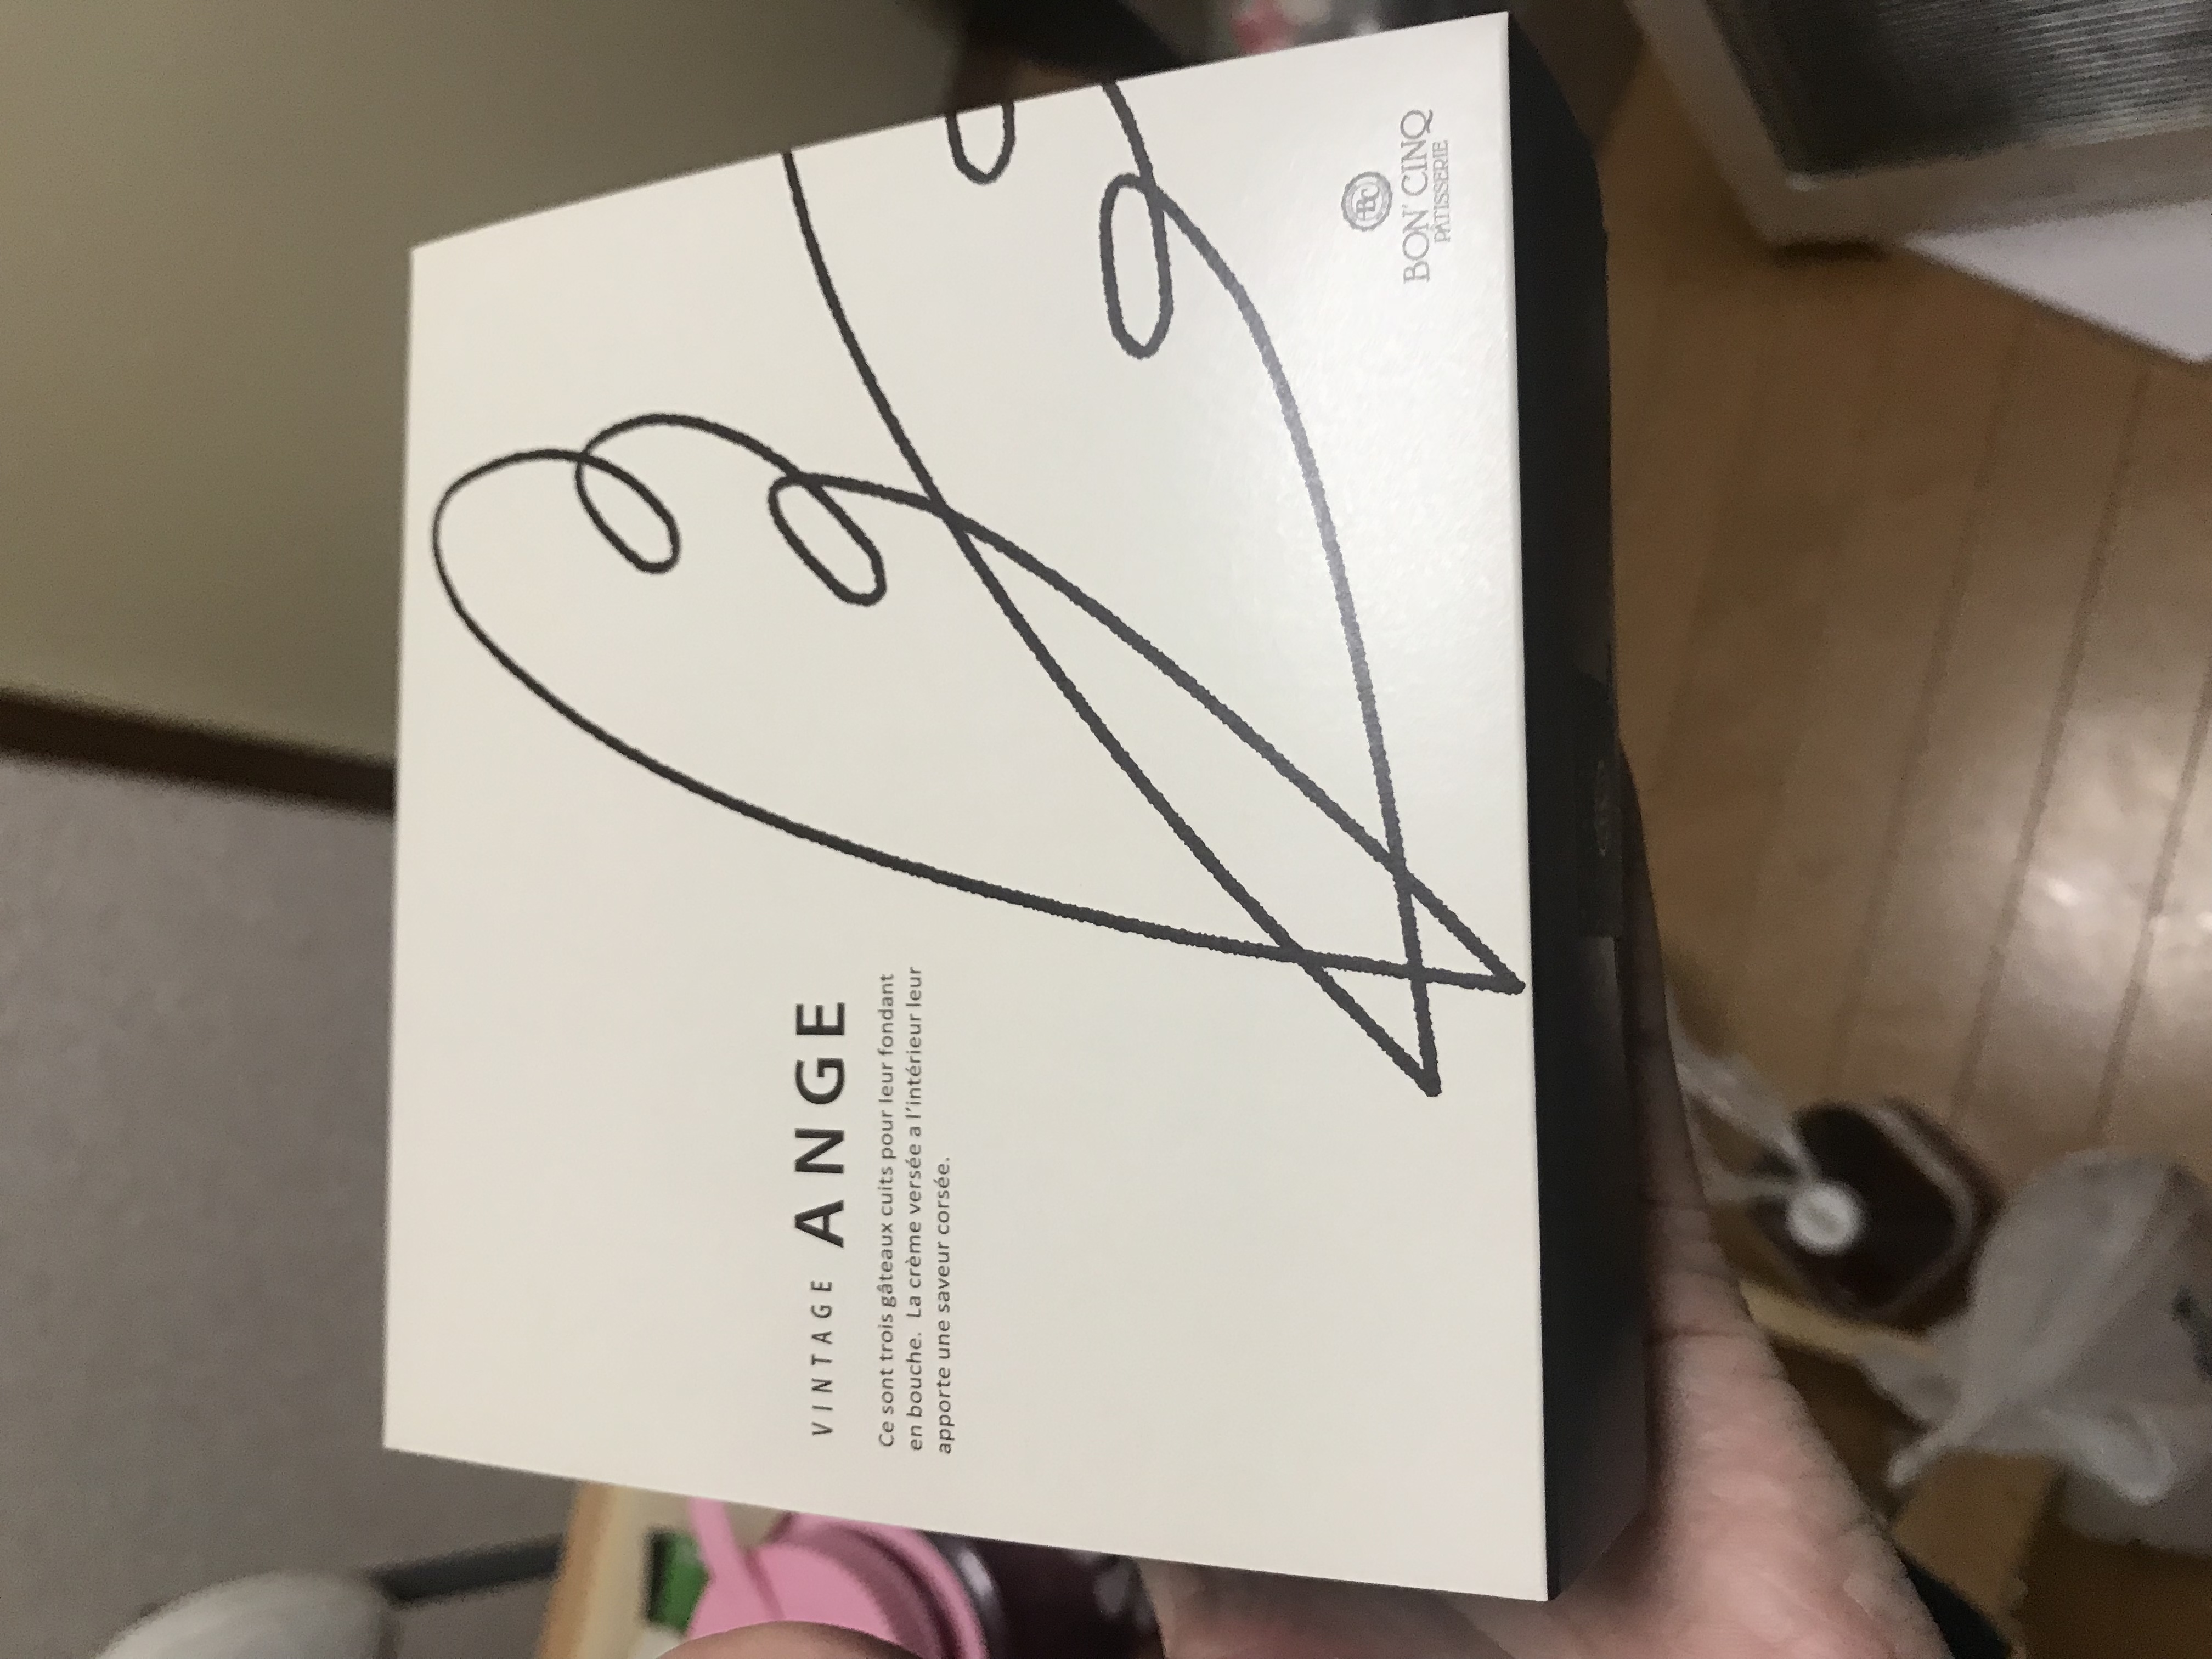 VINTAGE ANGE
Ce sont trois gâteaux cuits pour leur fondant
en bouche. La crème versée a l'intérieur leur
apporte une saveur corsée.
BC
BON' CINQ
PÂTISSERIE